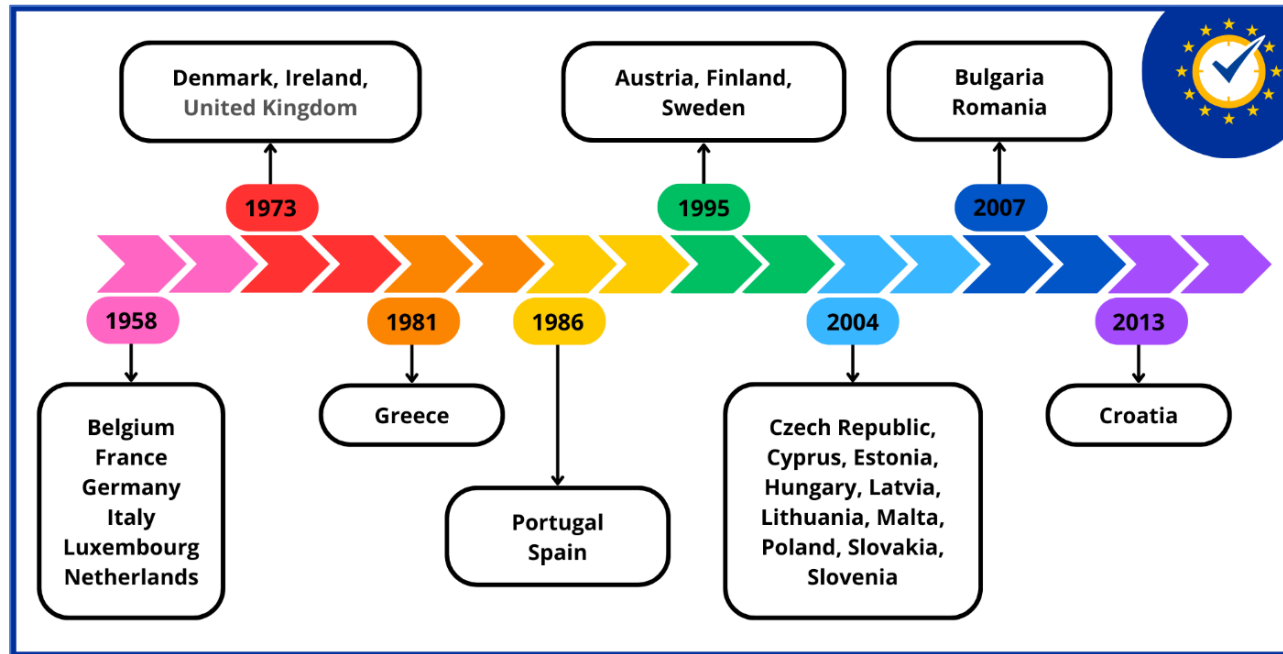 Denmark, Ireland,
United Kingdom
Austria, Finland,
Sweden
Bulgaria
Romania
1973
1995
2007
1958
1981
1986
2004
2013
Belgium
France
Germany
Italy
Luxembourg
Netherlands
Greece
Portugal
Spain
Czech Republic,
Cyprus, Estonia,
Hungary, Latvia,
Lithuania, Malta,
Poland, Slovakia,
Slovenia
Croatia